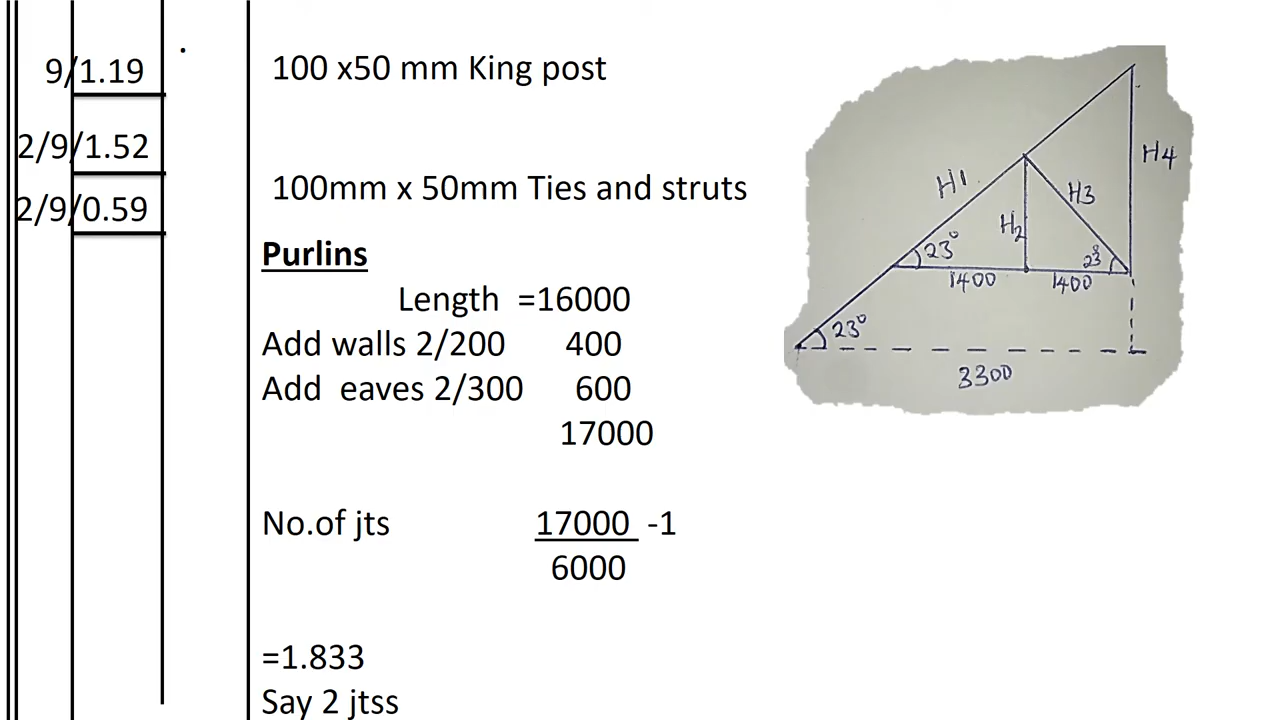 9/1.19
100 x50 mm King post
2/9/1.52
100mm x 50mm Ties and struts
2/9/0.59
Purlins
Length =16000
Add walls 2/200 400
Add eaves 2/300 600
17000
No.of jts 17000 -1
6000
=1.833
Say 2 jtss
H1
H2
H3
H4
23°
1400
1400
23
23°
3300